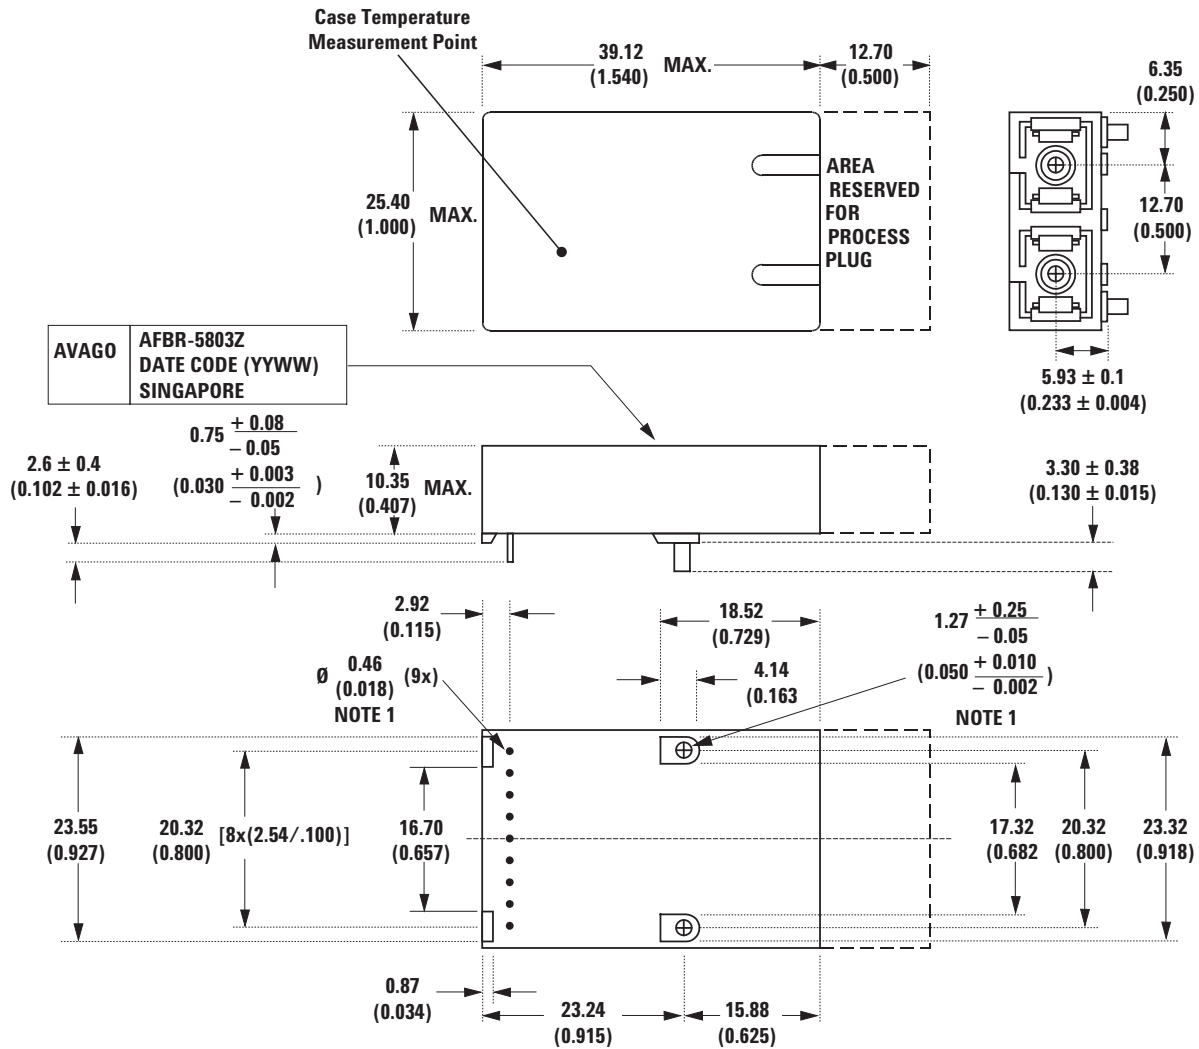 Case Temperature
Measurement Point
39.12
(1.540)
MAX.
12.70
(0.500)
6.35
(0.250)
25.40
(1.000)
MAX.
AREA
RESERVED
FOR
PROCESS
PLUG
12.70
(0.500)
5.93 ± 0.1
(0.233 ± 0.004)
AVAGO
AFBR-5803Z
DATE CODE (YYWW)
SINGAPORE
2.6 ± 0.4
(0.102 ± 0.016)
0.75 + 0.08
− 0.05
(0.030 + 0.003
− 0.002 )
10.35
(0.407)
MAX.
3.30 ± 0.38
(0.130 ± 0.015)
2.92
(0.115)
18.52
(0.729)
1.27 + 0.25
− 0.05
(0.050 + 0.010
− 0.002 )
NOTE 1
Ø 0.46
(0.018) (9x)
NOTE 1
4.14
(0.163
23.55
(0.927)
20.32
(0.800)
[8x(2.54/.100)]
16.70
(0.657)
17.32
(0.682
20.32
(0.800)
23.32
(0.918)
0.87
(0.034)
23.24
(0.915)
15.88
(0.625)